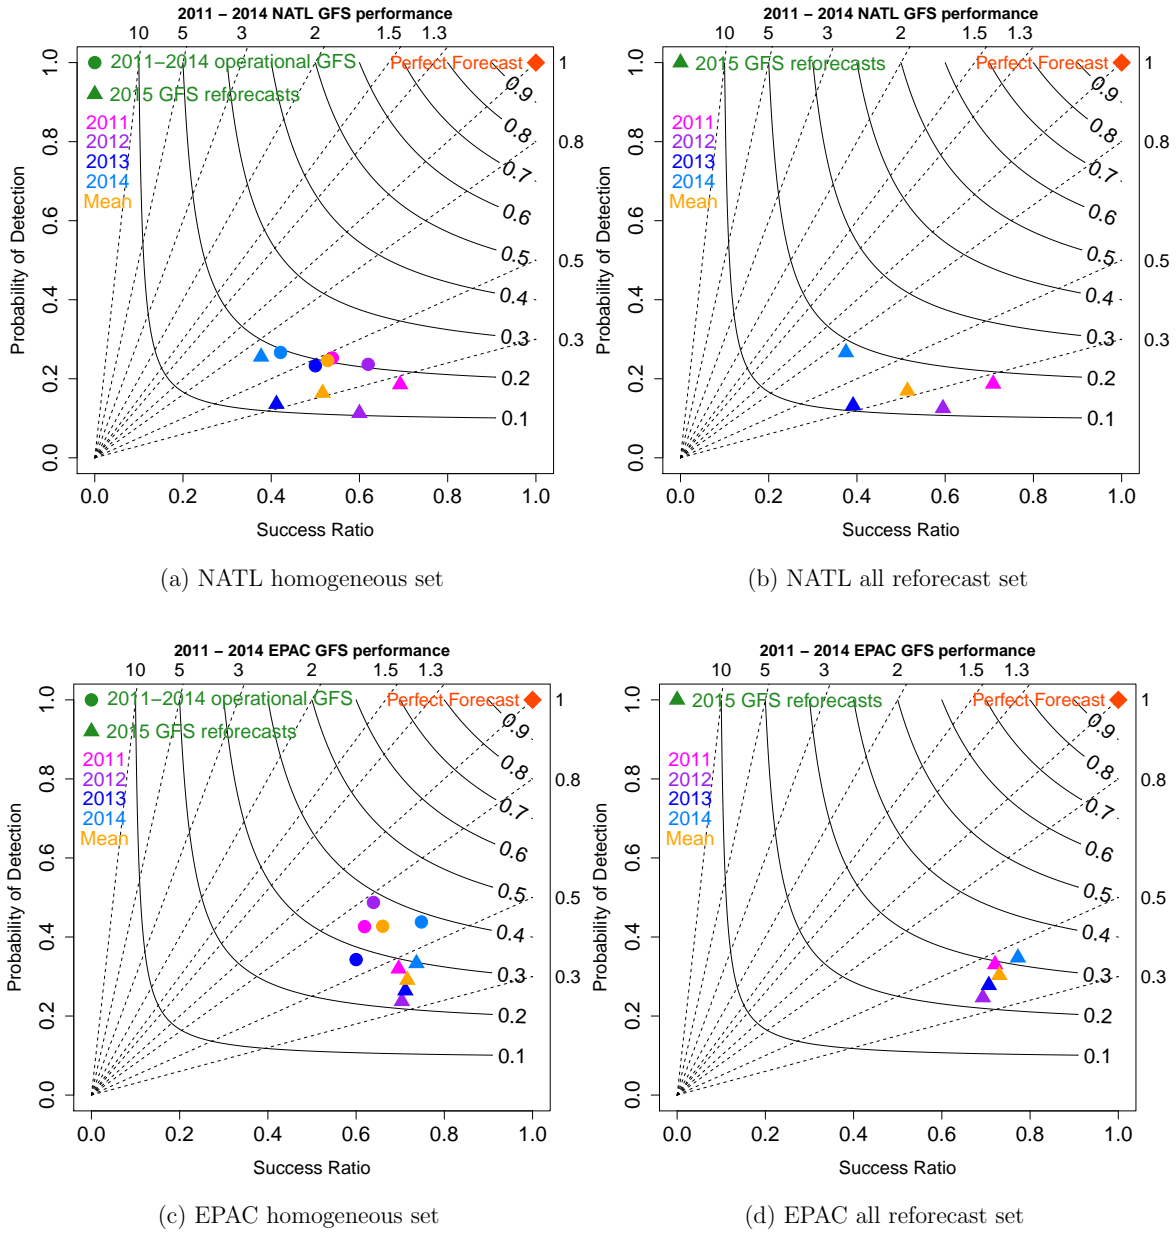 2011 − 2014 NATL GFS performance
10 5 3 2 1.5 1.3
2011−2014 operational GFS
2015 GFS reforecasts
2011
2012
2013
2014
Mean
Perfect Forecast
1
0.8
0.5
0.3
0.9
0.8
0.7
0.6
0.5
0.4
0.3
0.2
0.1
Probability of Detection
1.0
0.8
0.6
0.4
0.2
0.0
0.0 0.2 0.4 0.6 0.8 1.0
Success Ratio
(a) NATL homogeneous set
2011 − 2014 NATL GFS performance
10 5 3 2 1.5 1.3
2015 GFS reforecasts
2011
2012
2013
2014
Mean
Perfect Forecast
1
0.8
0.5
0.3
0.9
0.8
0.7
0.6
0.5
0.4
0.3
0.2
0.1
Probability of Detection
1.0
0.8
0.6
0.4
0.2
0.0
0.0 0.2 0.4 0.6 0.8 1.0
Success Ratio
(b) NATL all reforecast set
2011 − 2014 EPAC GFS performance
10 5 3 2 1.5 1.3
2011−2014 operational GFS
2015 GFS reforecasts
2011
2012
2013
2014
Mean
Perfect Forecast
1
0.8
0.5
0.3
0.9
0.8
0.7
0.6
0.5
0.4
0.3
0.2
0.1
Probability of Detection
1.0
0.8
0.6
0.4
0.2
0.0
0.0 0.2 0.4 0.6 0.8 1.0
Success Ratio
(c) EPAC homogeneous set
2011 − 2014 EPAC GFS performance
10 5 3 2 1.5 1.3
2015 GFS reforecasts
2011
2012
2013
2014
Mean
Perfect Forecast
1
0.8
0.5
0.3
0.9
0.8
0.7
0.6
0.5
0.4
0.3
0.2
0.1
Probability of Detection
1.0
0.8
0.6
0.4
0.2
0.0
0.0 0.2 0.4 0.6 0.8 1.0
Success Ratio
(d) EPAC all reforecast set